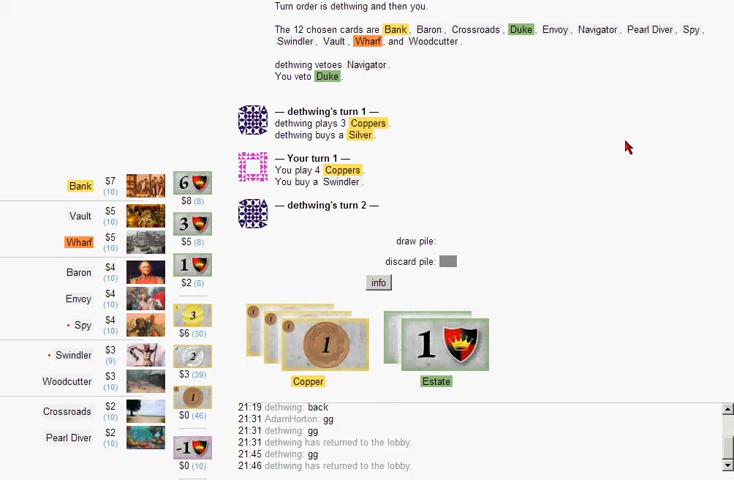 Turn order is dethwing and then you.
The 12 chosen cards are Bank, Baron, Crossroads, Duke, Envoy, Navigator, Pearl Diver, Spy,
Swindler, Vault, Wharf, and Woodcutter.
dethwing vetoes Navigator.
You veto Duke.
— dethwing's turn 1 —
dethwing plays 3 Coppers.
dethwing buys a Silver.
— Your turn 1 —
You play 4 Coppers.
You buy a Swindler.
— dethwing's turn 2 —
Bank $7 (10)
Vault $5 (10)
Wharf $5 (10)
Baron $4 (10)
Envoy $4 (10)
Spy $4 (10)
Swindler $3 (9)
Woodcutter $3 (10)
Crossroads $2 (10)
Pearl Diver $2 (10)
6
$8 (8)
3
$5 (8)
1
$2 (8)
3
$6 (30)
2
$3 (39)
1
$0 (46)
-1
$0 (10)
draw pile:
discard pile:
info
1 1 1 1
Copper
1
Estate
21:19 dethwing: back
21:31 AdamHorton: gg
21:31 dethwing: gg
21:31 dethwing has returned to the lobby.
21:45 dethwing: gg
21:46 dethwing has returned to the lobby.